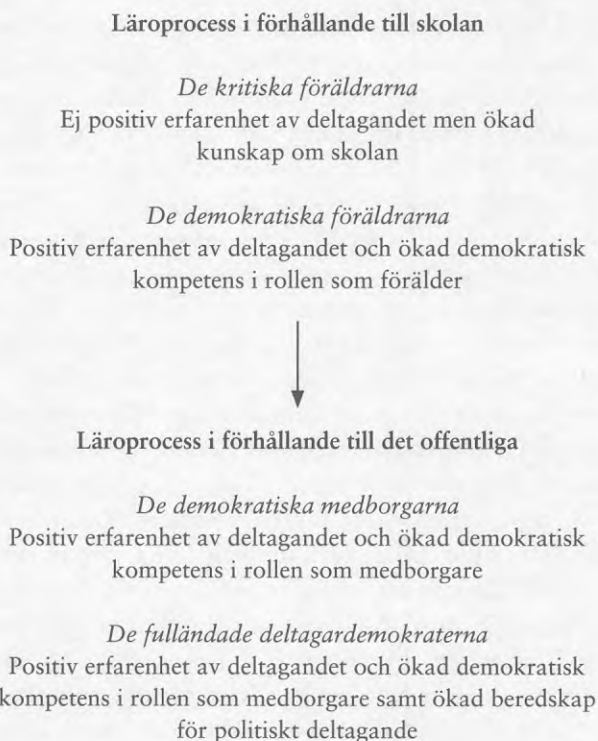 Läroprocess i förhållande till skolan
De kritiska föräldrarna
Ej positiv erfarenhet av deltagandet men ökad
kunskap om skolan
De demokratiska föräldrarna
Positiv erfarenhet av deltagandet och ökad demokratisk
kompetens i rollen som förälder
Läroprocess i förhållande till det offentliga
De demokratiska medborgarna
Positiv erfarenhet av deltagandet och ökad demokratisk
kompetens i rollen som medborgare
De fulländade deltagardemokraterna
Positiv erfarenhet av deltagandet och ökad demokratisk
kompetens i rollen som medborgare samt ökad beredskap
för politiskt deltagande